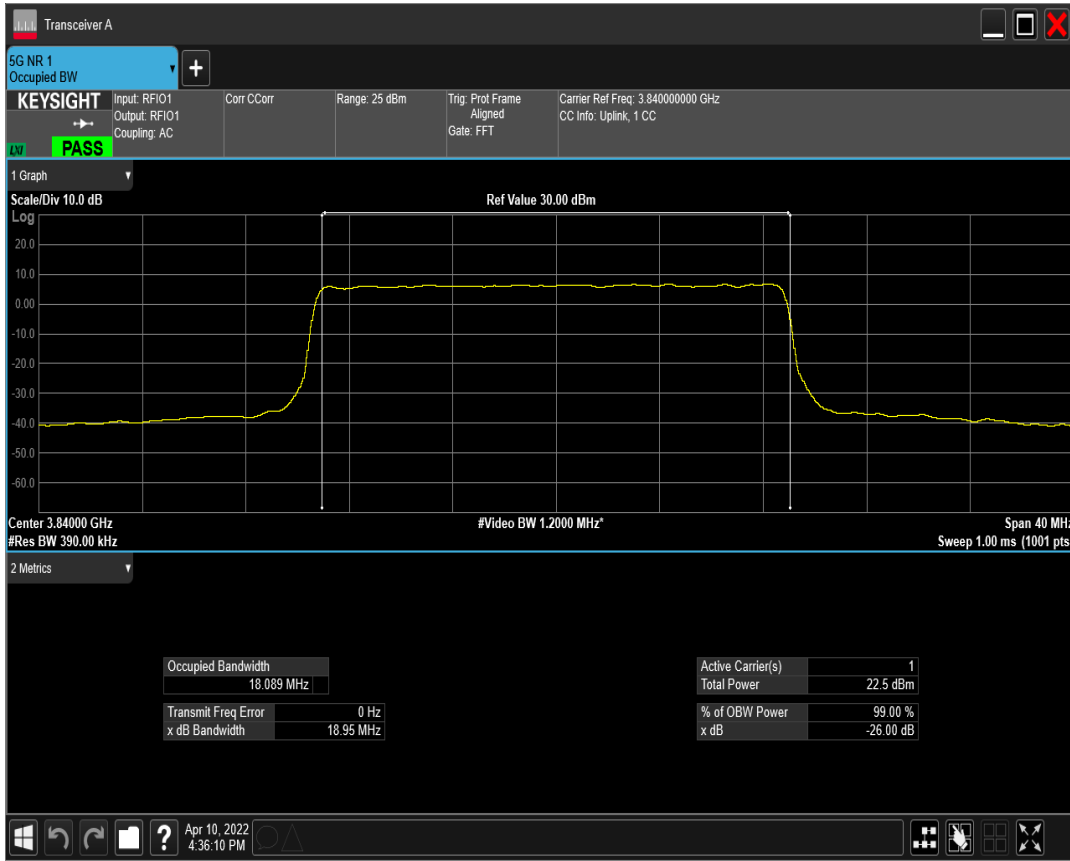 Transceiver A
5G NR 1
Occupied BW
KEYSIGHT
LXI
PASS
Input: RFIO1
Output: RFIO1
Coupling: AC
Corr CCorr
Range: 25 dBm
Trig: Prot Frame
Aligned
Gate: FFT
Carrier Ref Freq: 3.840000000 GHz
CC Info: Uplink, 1 CC
1 Graph
Scale/Div 10.0 dB
Ref Value 30.00 dBm
Log
20.0
10.0
0.00
-10.0
-20.0
-30.0
-40.0
-50.0
-60.0
Center 3.84000 GHz
#Video BW 1.2000 MHz*
Span 40 MHz
#Res BW 390.00 kHz
Sweep 1.00 ms (1001 pts
2 Metrics
Occupied Bandwidth
18.089 MHz
Transmit Freq Error 0 Hz
x dB Bandwidth 18.95 MHz
Active Carrier(s) 1
Total Power 22.5 dBm
% of OBW Power 99.00 %
x dB -26.00 dB
?
Apr 10, 2022
4:36:10 PM